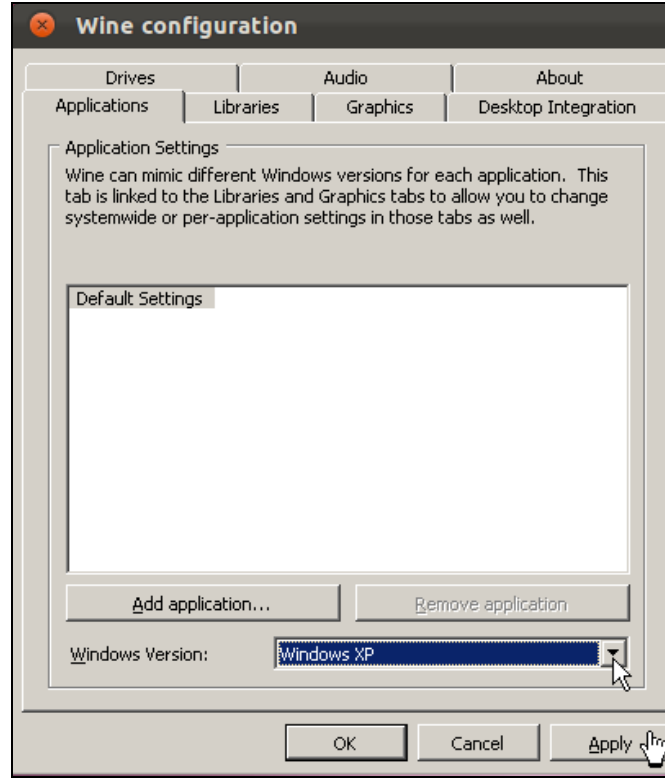 Wine configuration
Drives Audio About
Applications Libraries Graphics Desktop Integration
Application Settings
Wine can mimic different Windows versions for each application. This
tab is linked to the Libraries and Graphics tabs to allow you to change
systemwide or per-application settings in those tabs as well.
Default Settings
Add application... Remove application
Windows Version: Windows XP
OK Cancel Apply